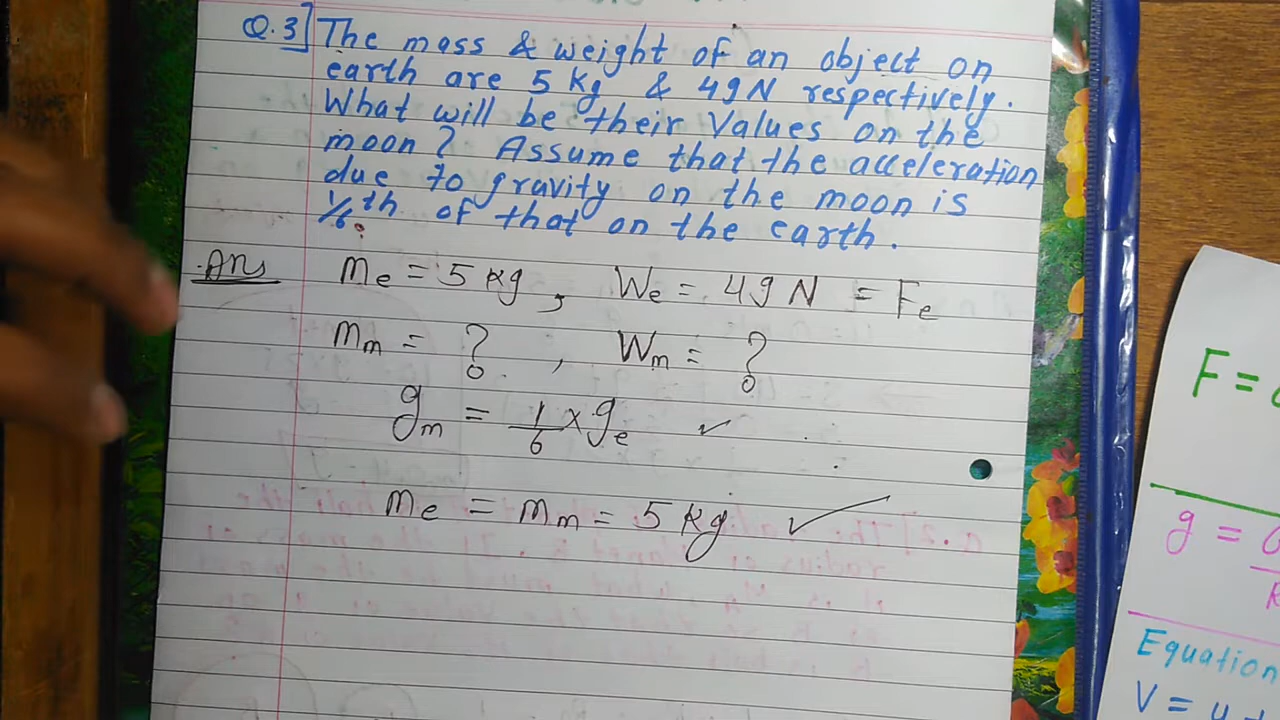 Q.3] The mass & weight of an object on
earth are 5 Kg & 49N respectively.
What will be their Values on the
moon? Assume that the acceleration
due to gravity on the moon is
1/6th of that on the earth.
Ans me = 5 kg, We = 49 N = Fe
mm = ? , Wm = ?
gm = 1/6 × ge ✓
me = mm = 5 kg ✓
F =
g =
Equation
V = u +